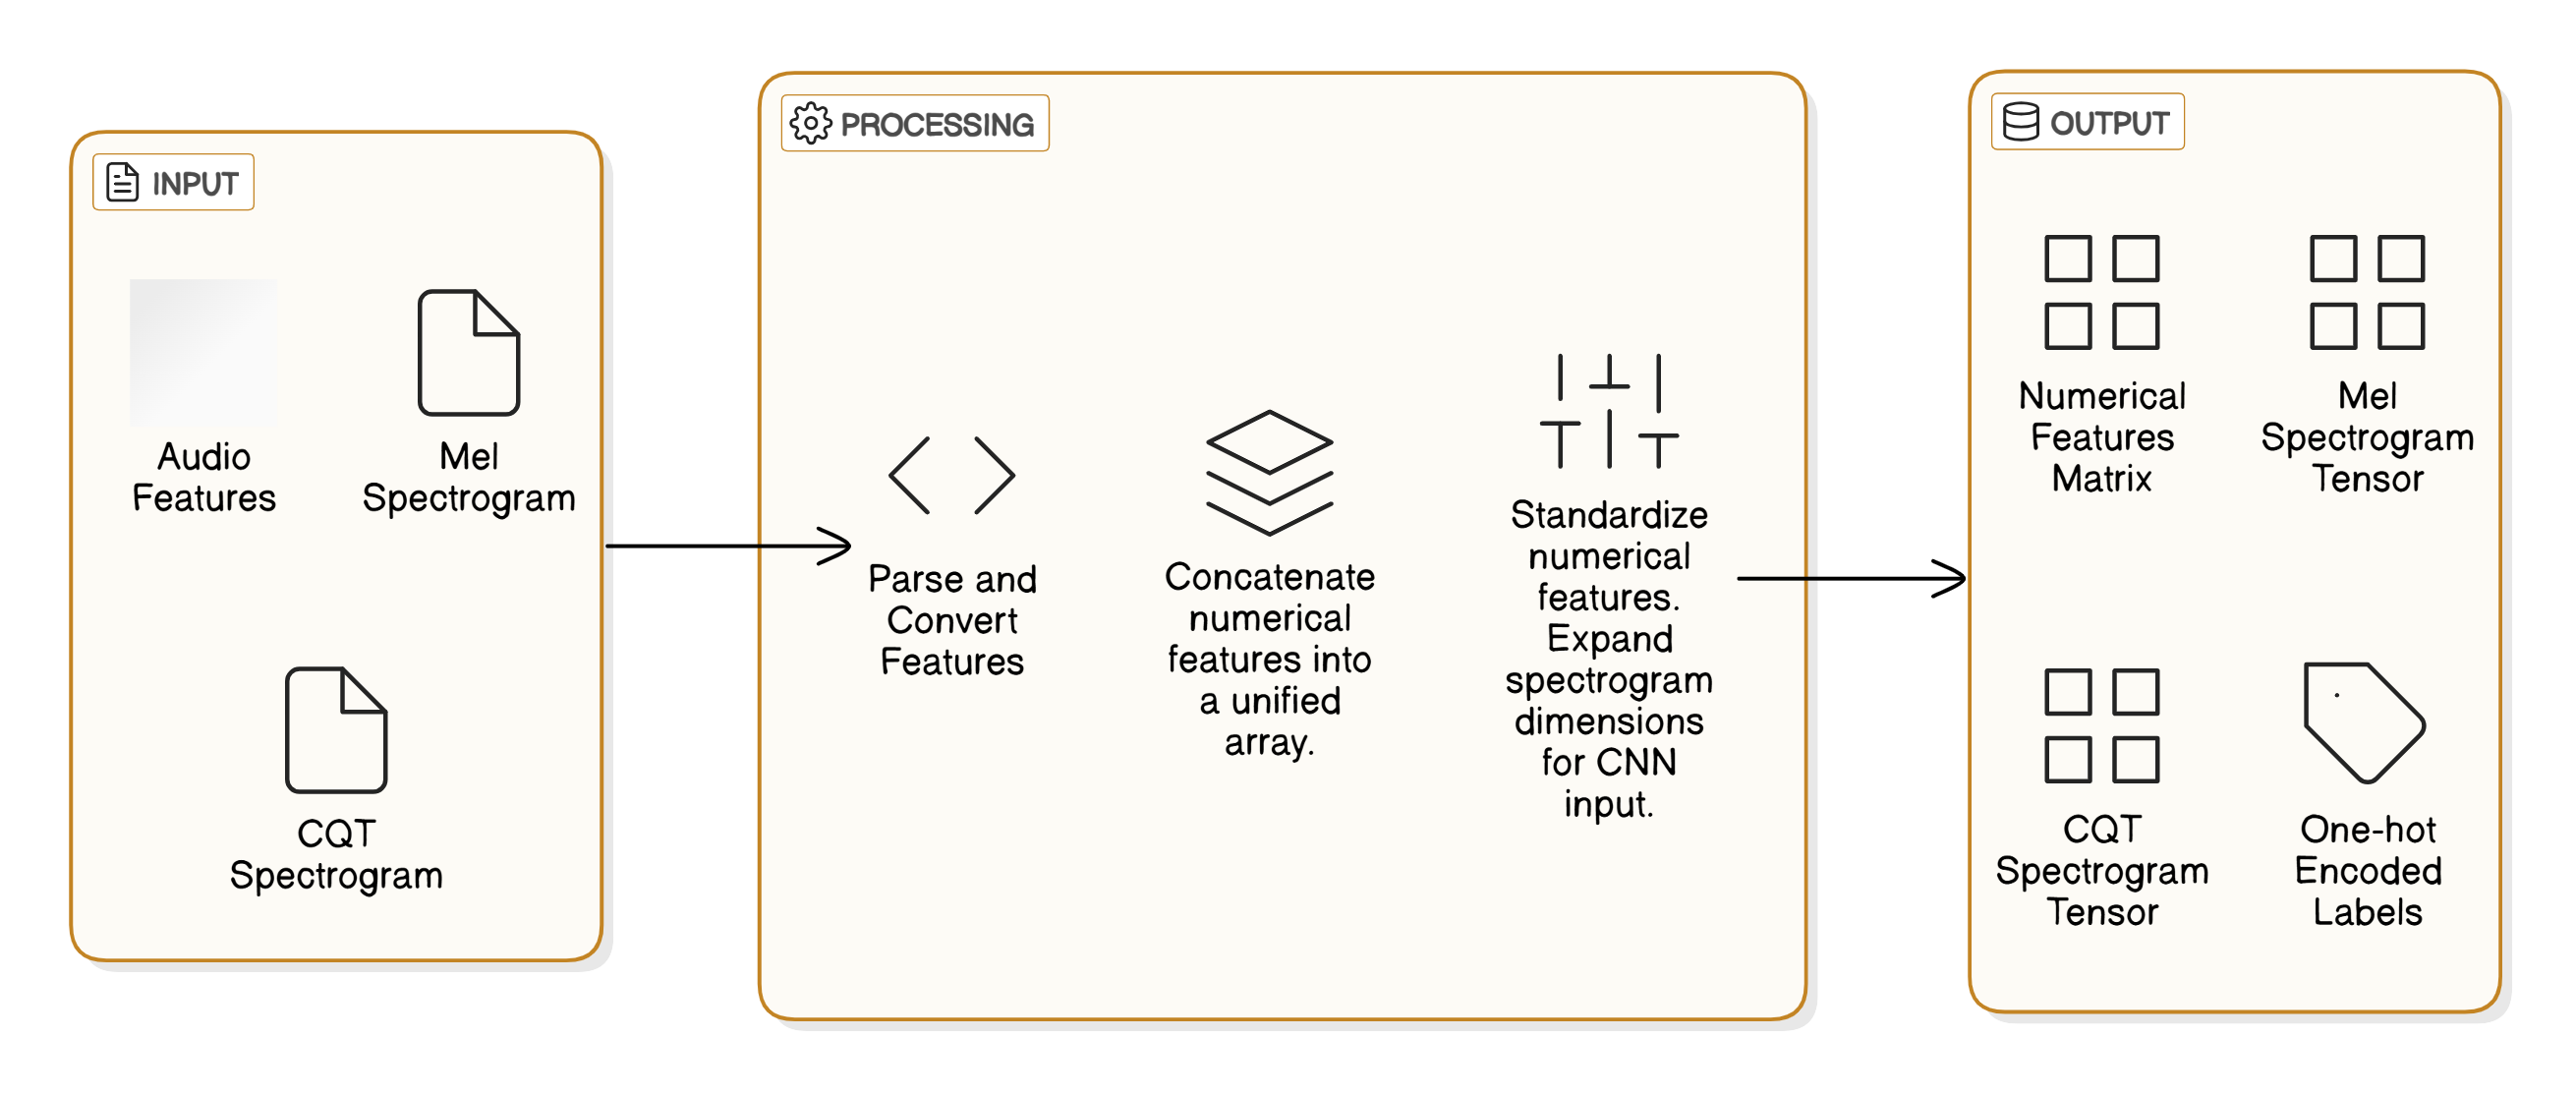 INPUT
Audio
Features
Mel
Spectrogram
CQT
Spectrogram
PROCESSING
Parse and
Convert
Features
Concatenate
numerical
features into
a unified
array.
Standardize
numerical
features.
Expand
spectrogram
dimensions
for CNN
input.
OUTPUT
Numerical
Features
Matrix
Mel
Spectrogram
Tensor
CQT
Spectrogram
Tensor
One-hot
Encoded
Labels